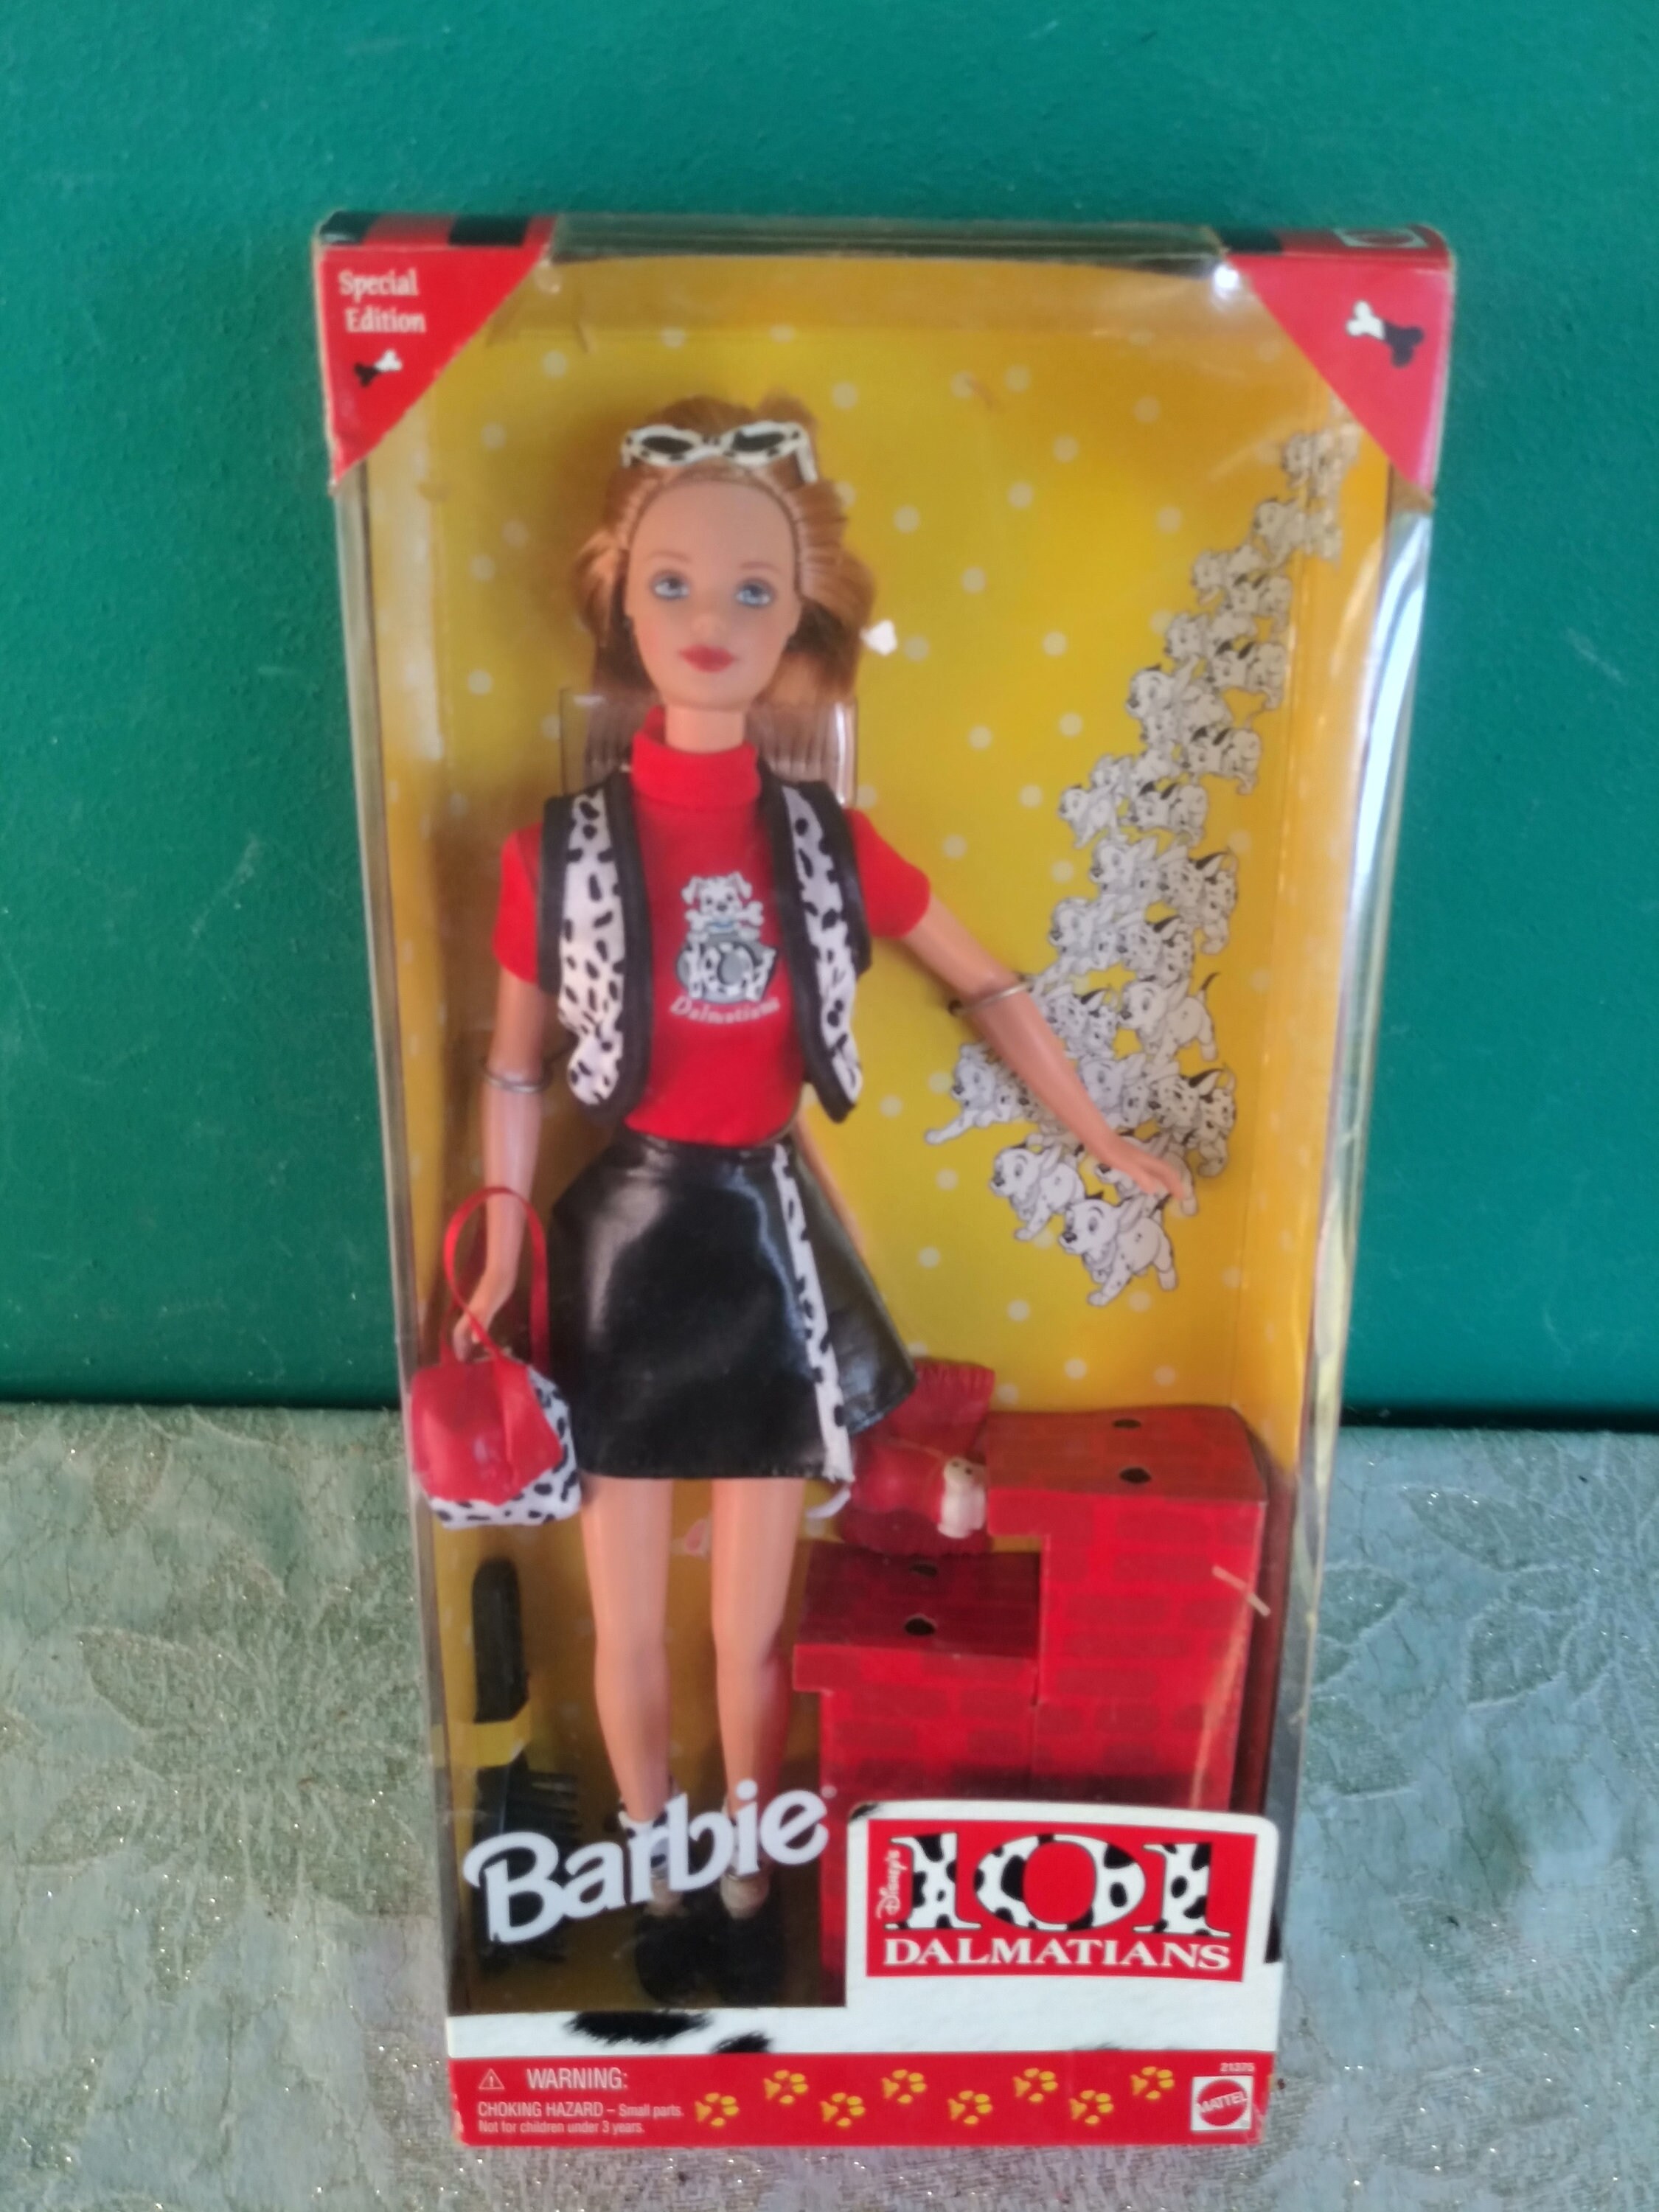 Special
Edition
Dalmatians
Barbie®
Disney's
101
DALMATIANS
⚠ WARNING:
CHOKING HAZARD – Small parts.
Not for children under 3 years.
21375
MATTEL